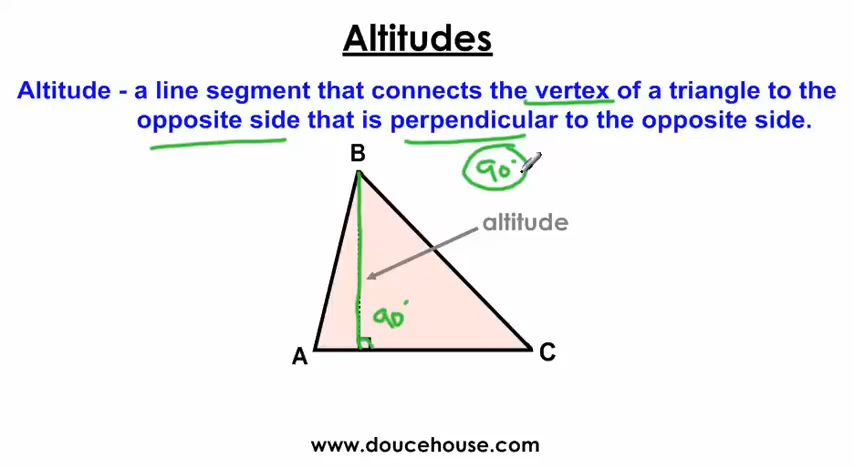 Altitudes
Altitude - a line segment that connects the vertex of a triangle to the
opposite side that is perpendicular to the opposite side.
B
90°
altitude
90°
A
C
www.doucehouse.com